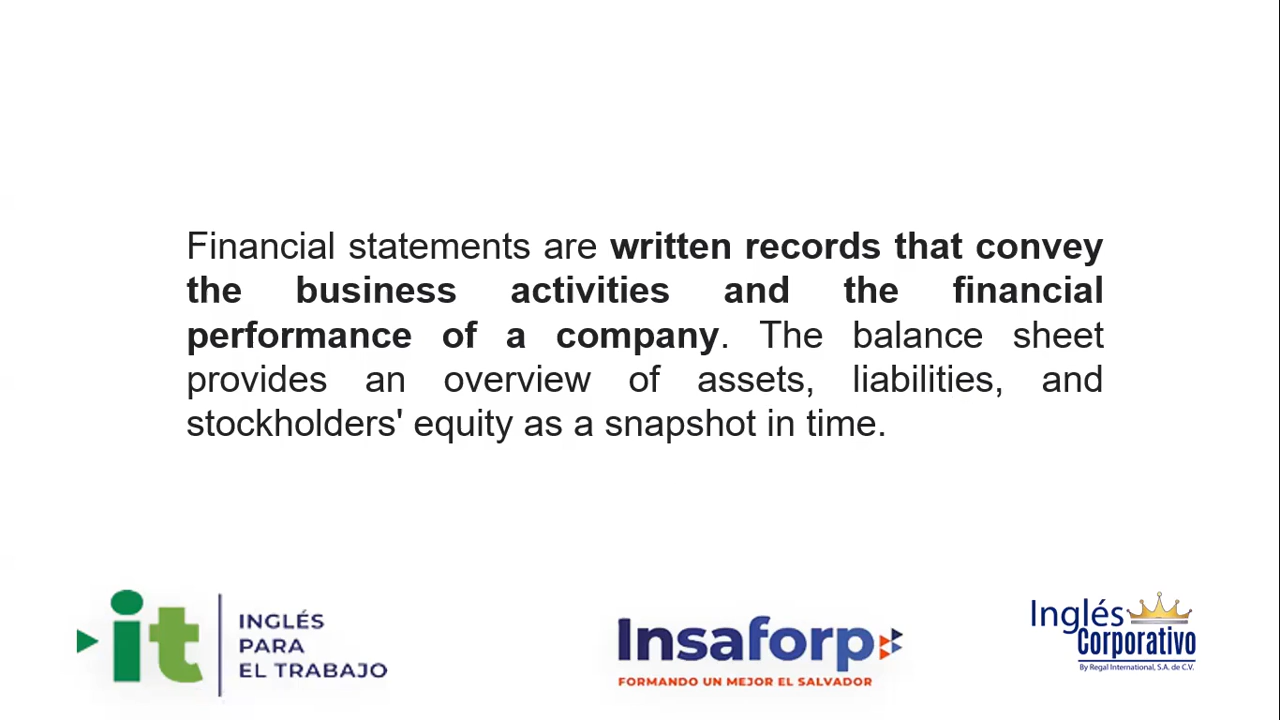 Financial statements are written records that convey
the business activities and the financial
performance of a company. The balance sheet
provides an overview of assets, liabilities, and
stockholders' equity as a snapshot in time.
it
INGLÉS
PARA
EL TRABAJO
Insaforp
FORMANDO UN MEJOR EL SALVADOR
Inglés
Corporativo
By Regal International, S.A. de C.V.